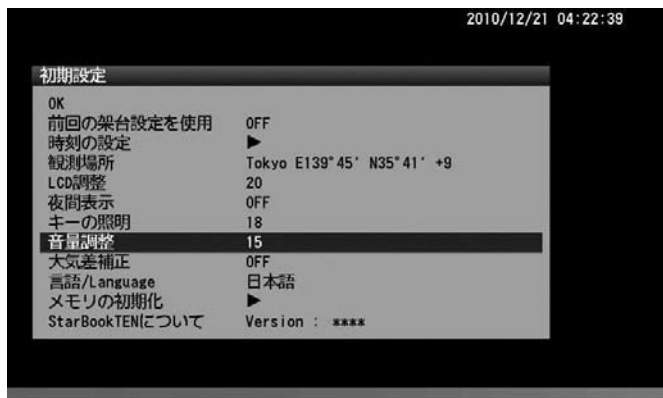 2010/12/21 04:22:39
初期設定
OK
前回の架台設定を使用 OFF
時刻の設定 ▶
観測場所 Tokyo E139°45′ N35°41′ +9
LCD調整 20
夜間表示 OFF
キーの照明 18
音量調整 15
大気差補正 OFF
言語/Language 日本語
メモリの初期化 ▶
StarBookTENについて Version : ****